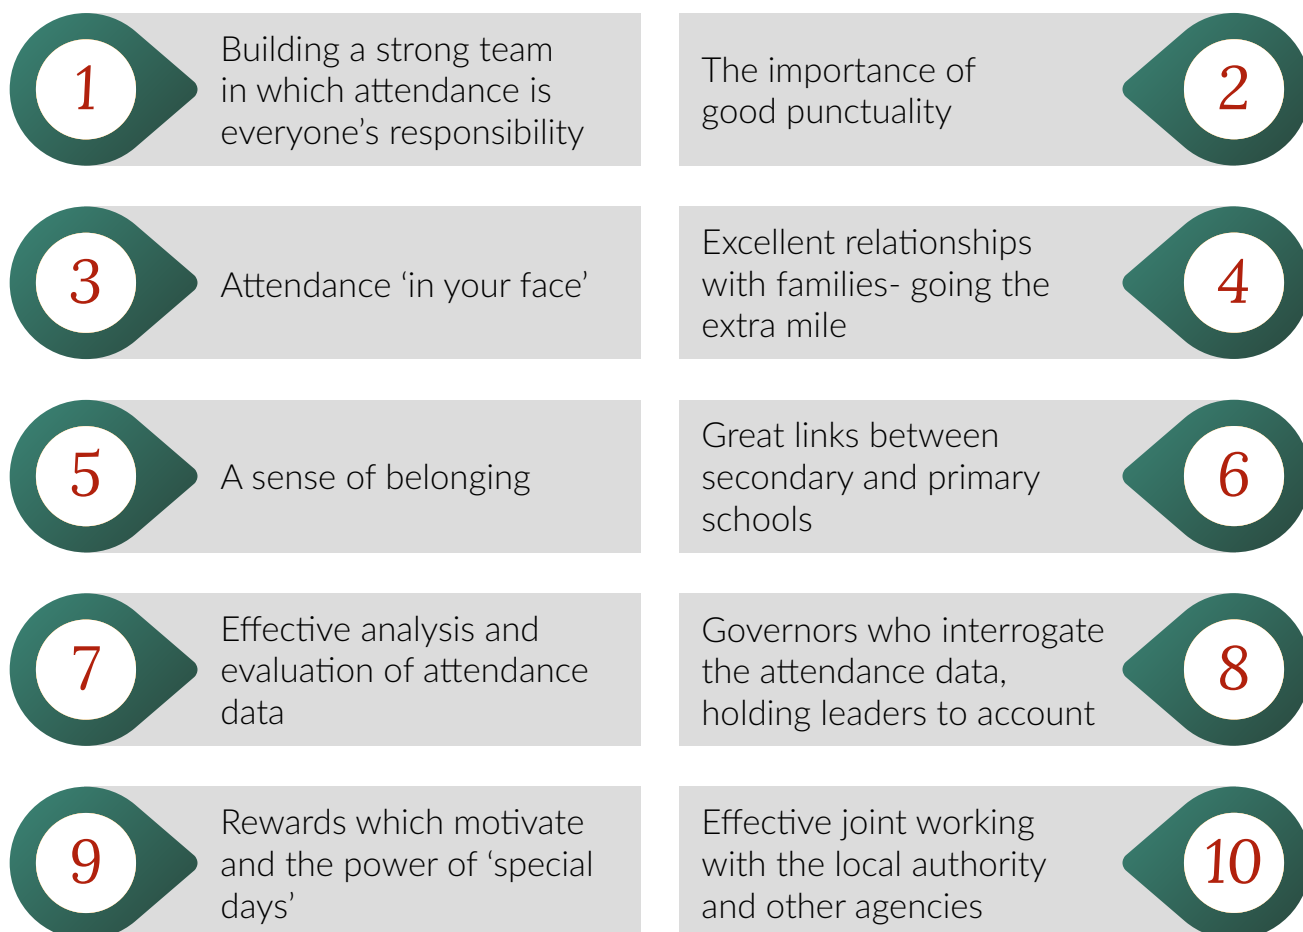 1
Building a strong team
in which attendance is
everyone’s responsibility
2
The importance of
good punctuality
3
Attendance ‘in your face’
4
Excellent relationships
with families- going the
extra mile
5
A sense of belonging
6
Great links between
secondary and primary
schools
7
Effective analysis and
evaluation of attendance
data
8
Governors who interrogate
the attendance data,
holding leaders to account
9
Rewards which motivate
and the power of ‘special
days’
10
Effective joint working
with the local authority
and other agencies